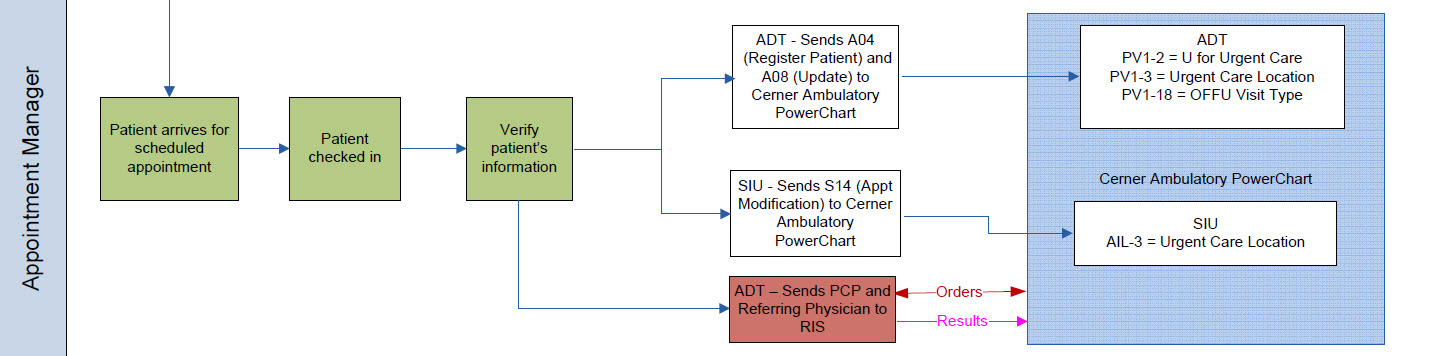 Appointment Manager
Patient arrives for
scheduled
appointment
Patient
checked in
Verify
patient's
information
ADT - Sends A04
(Register Patient) and
A08 (Update) to
Cerner Ambulatory
PowerChart
SIU - Sends S14 (Appt
Modification) to Cerner
Ambulatory
PowerChart
ADT – Sends PCP and
Referring Physician to
RIS
Orders
Results
ADT
PV1-2 = U for Urgent Care
PV1-3 = Urgent Care Location
PV1-18 = OFFU Visit Type
Cerner Ambulatory PowerChart
SIU
AIL-3 = Urgent Care Location